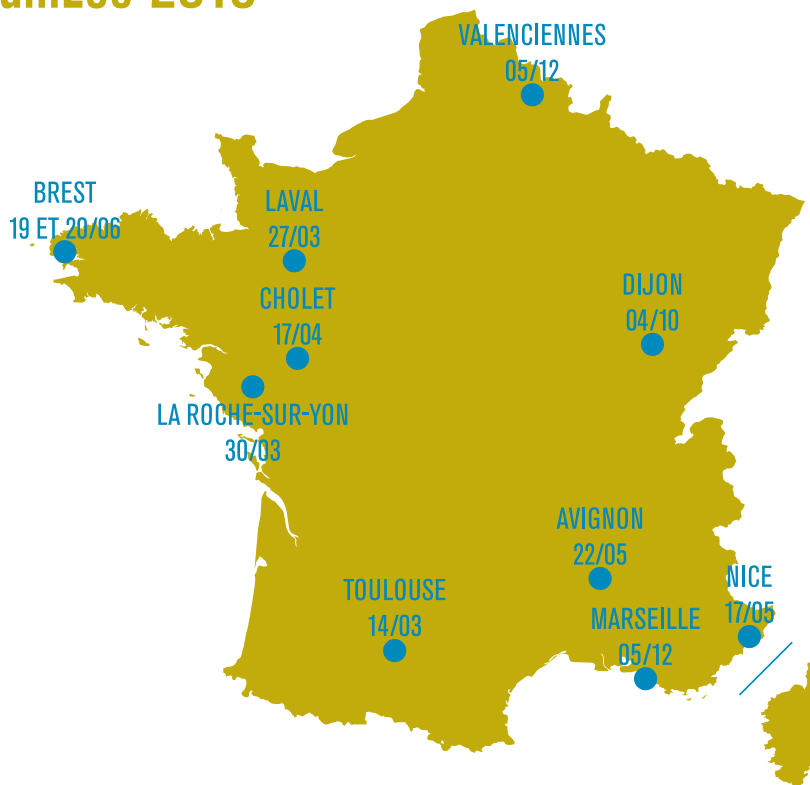 VALENCIENNES
05/12
BREST
19 ET 20/06
LAVAL
27/03
CHOLET
17/04
DIJON
04/10
LA ROCHE-SUR-YON
30/03
AVIGNON
22/05
NICE
17/05
TOULOUSE
14/03
MARSEILLE
05/12